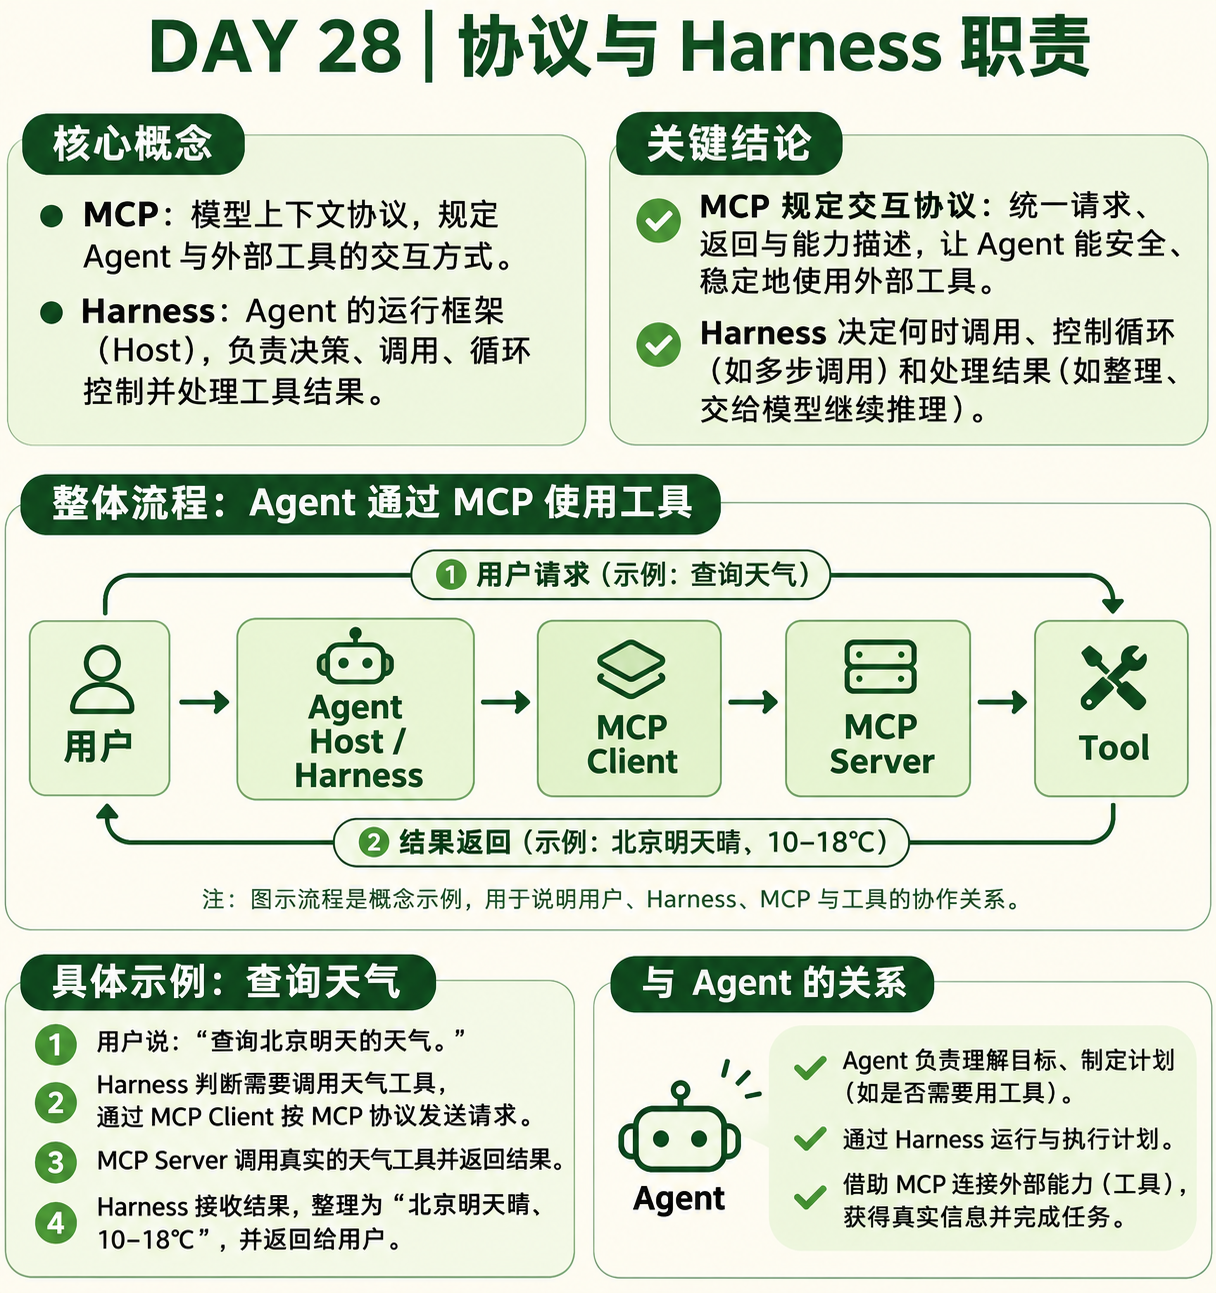 DAY 28 | 协议与 Harness 职责
核心概念
MCP：模型上下文协议，规定
Agent 与外部工具的交互方式。
Harness：Agent 的运行框架
（Host），负责决策、调用、循环
控制并处理工具结果。
关键结论
MCP 规定交互协议：统一请求、
返回与能力描述，让 Agent 能安全、
稳定地使用外部工具。
Harness 决定何时调用、控制循环
（如多步调用）和处理结果（如整理、
交给模型继续推理）。
整体流程：Agent 通过 MCP 使用工具
1 用户请求（示例：查询天气）
用户
Agent
Host /
Harness
MCP
Client
MCP
Server
Tool
2 结果返回（示例：北京明天晴、10–18℃）
注：图示流程是概念示例，用于说明用户、Harness、MCP 与工具的协作关系。
具体示例：查询天气
1 用户说：“查询北京明天的天气。”
2 Harness 判断需要调用天气工具，
通过 MCP Client 按 MCP 协议发送请求。
3 MCP Server 调用真实的天气工具并返回结果。
4 Harness 接收结果，整理为“北京明天晴、
10–18℃”，并返回给用户。
与 Agent 的关系
Agent
Agent 负责理解目标、制定计划
（如是否需要用工具）。
通过 Harness 运行与执行计划。
借助 MCP 连接外部能力（工具），
获得真实信息并完成任务。